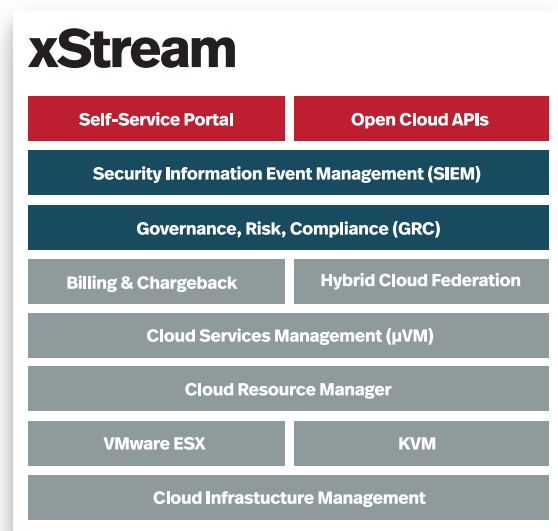 xStream
Self-Service Portal
Open Cloud APIs
Security Information Event Management (SIEM)
Governance, Risk, Compliance (GRC)
Billing & Chargeback
Hybrid Cloud Federation
Cloud Services Management (µVM)
Cloud Resource Manager
VMware ESX
KVM
Cloud Infrastucture Management